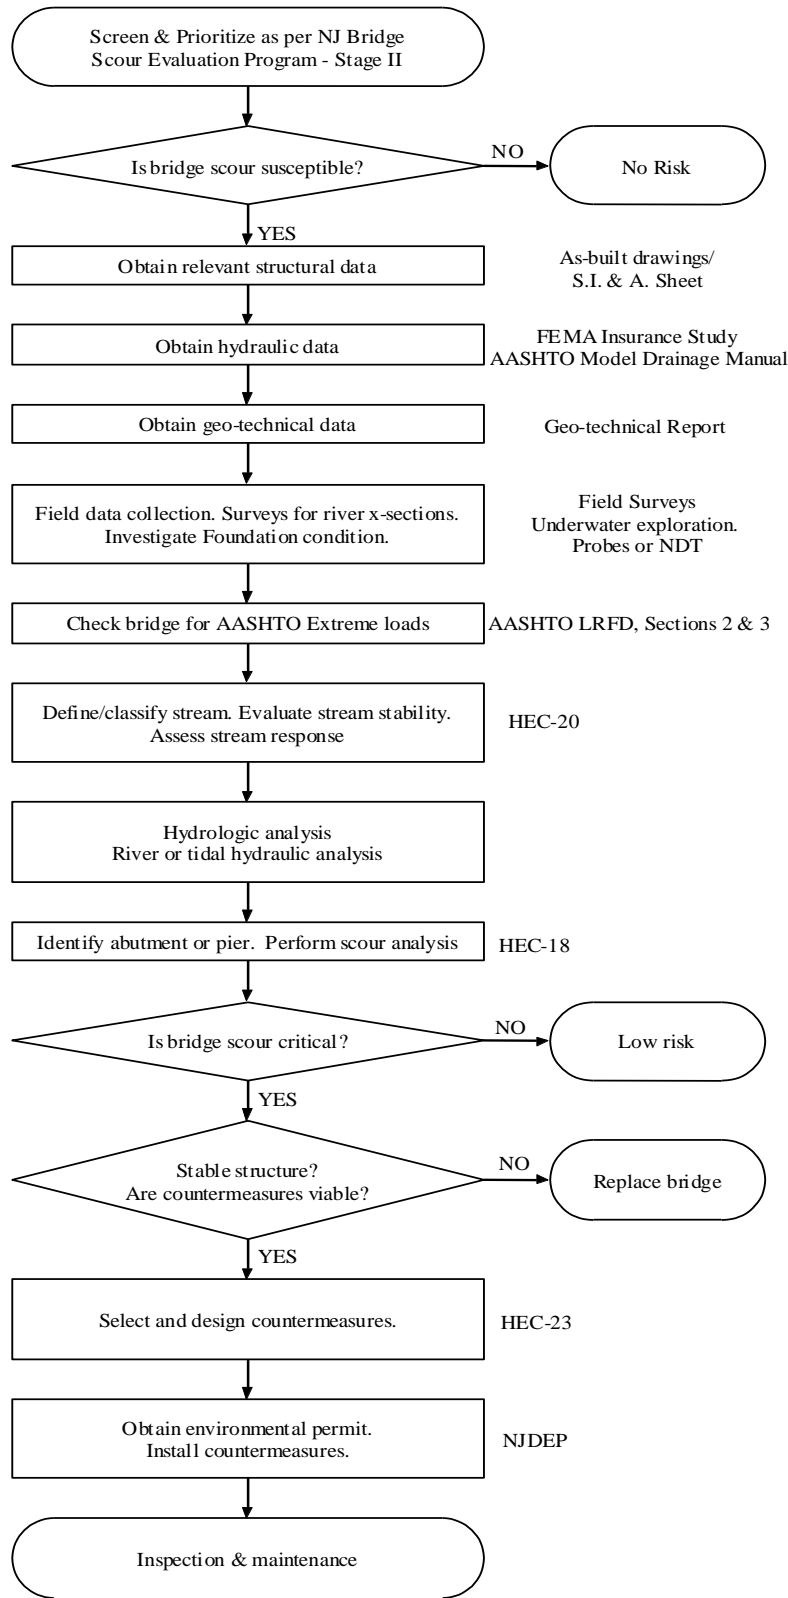 Screen & Prioritize as per NJ Bridge
Scour Evaluation Program - Stage II
Is bridge scour susceptible?
NO
No Risk
YES
Obtain relevant structural data
As-built drawings/
S.I. & A. Sheet
Obtain hydraulic data
FEMA Insurance Study
AASHTO Model Drainage Manual
Obtain geo-technical data
Geo-technical Report
Field data collection. Surveys for river x-sections.
Investigate Foundation condition.
Field Surveys
Underwater exploration.
Probes or NDT
Check bridge for AASHTO Extreme loads
AASHTO LRFD, Sections 2 & 3
Define/classify stream. Evaluate stream stability.
Assess stream response
HEC-20
Hydrologic analysis
River or tidal hydraulic analysis
Identify abutment or pier.  Perform scour analysis
HEC-18
Is bridge scour critical?
NO
Low risk
YES
Stable structure?
Are countermeasures viable?
NO
Replace bridge
YES
Select and design countermeasures.
HEC-23
Obtain environmental permit.
Install countermeasures.
NJDEP
Inspection & maintenance